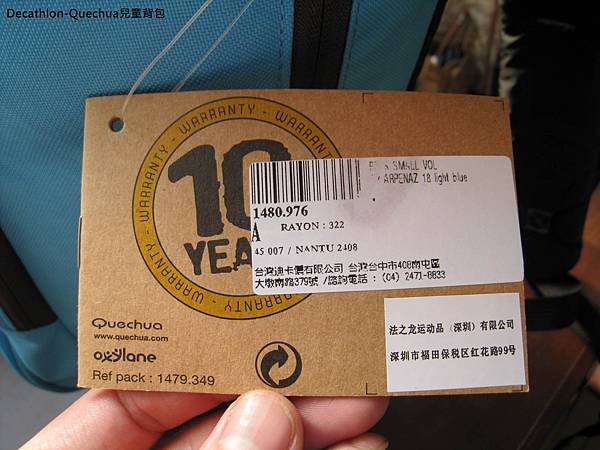 Decathlon-Quechua兒童背包
WARRANTY - WARRANTY - WARRANTY - WARRANTY
10
YEA
SMALL VOL
ARPENAZ 18 light blue
1480.976
A
RAYON : 322
45 007 / NANTU 2408
台灣迪卡儂有限公司 台灣台中市408南屯區
大墩南路379號 /諮詢電話：(04) 2471-8833
Quechua
www.quechua.com
oxylane
Ref pack : 1479.349
法之龙运动品（深圳）有限公司
深圳市福田保税区红花路99号